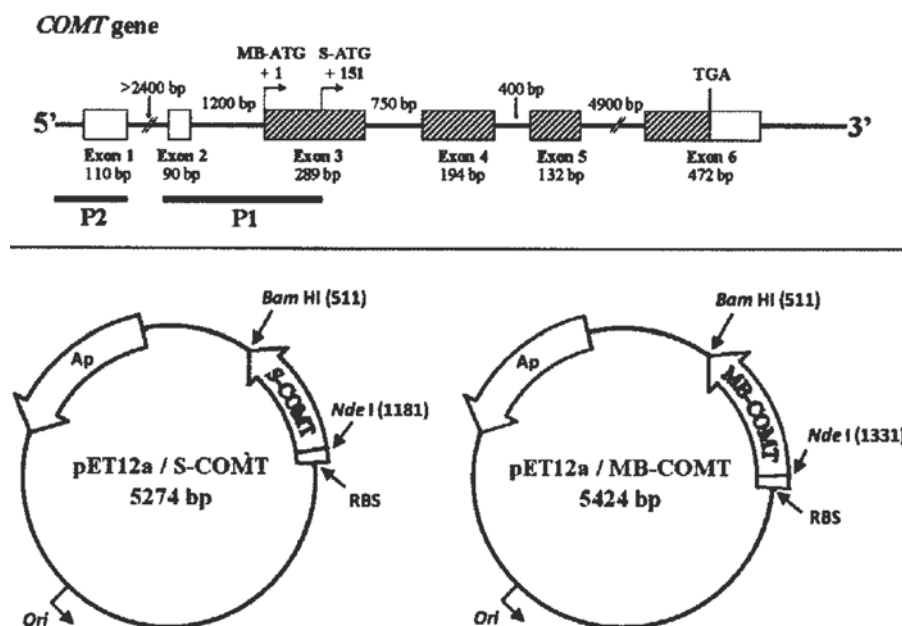 COMT gene
MB-ATG S-ATG
+ 1 + 151
TGA
>2400 bp 1200 bp 750 bp 400 bp 4900 bp
5’ 3’
Exon 1 Exon 2 Exon 3 Exon 4 Exon 5 Exon 6
110 bp 90 bp 289 bp 194 bp 132 bp 472 bp
P2 P1
Bam HI (511)
Ap
S-COMT
Nde I (1181)
pET12a / S-COMT
5274 bp
RBS
Ori
Bam HI (511)
Ap
MB-COMT
Nde I (1331)
pET12a / MB-COMT
5424 bp
RBS
Ori